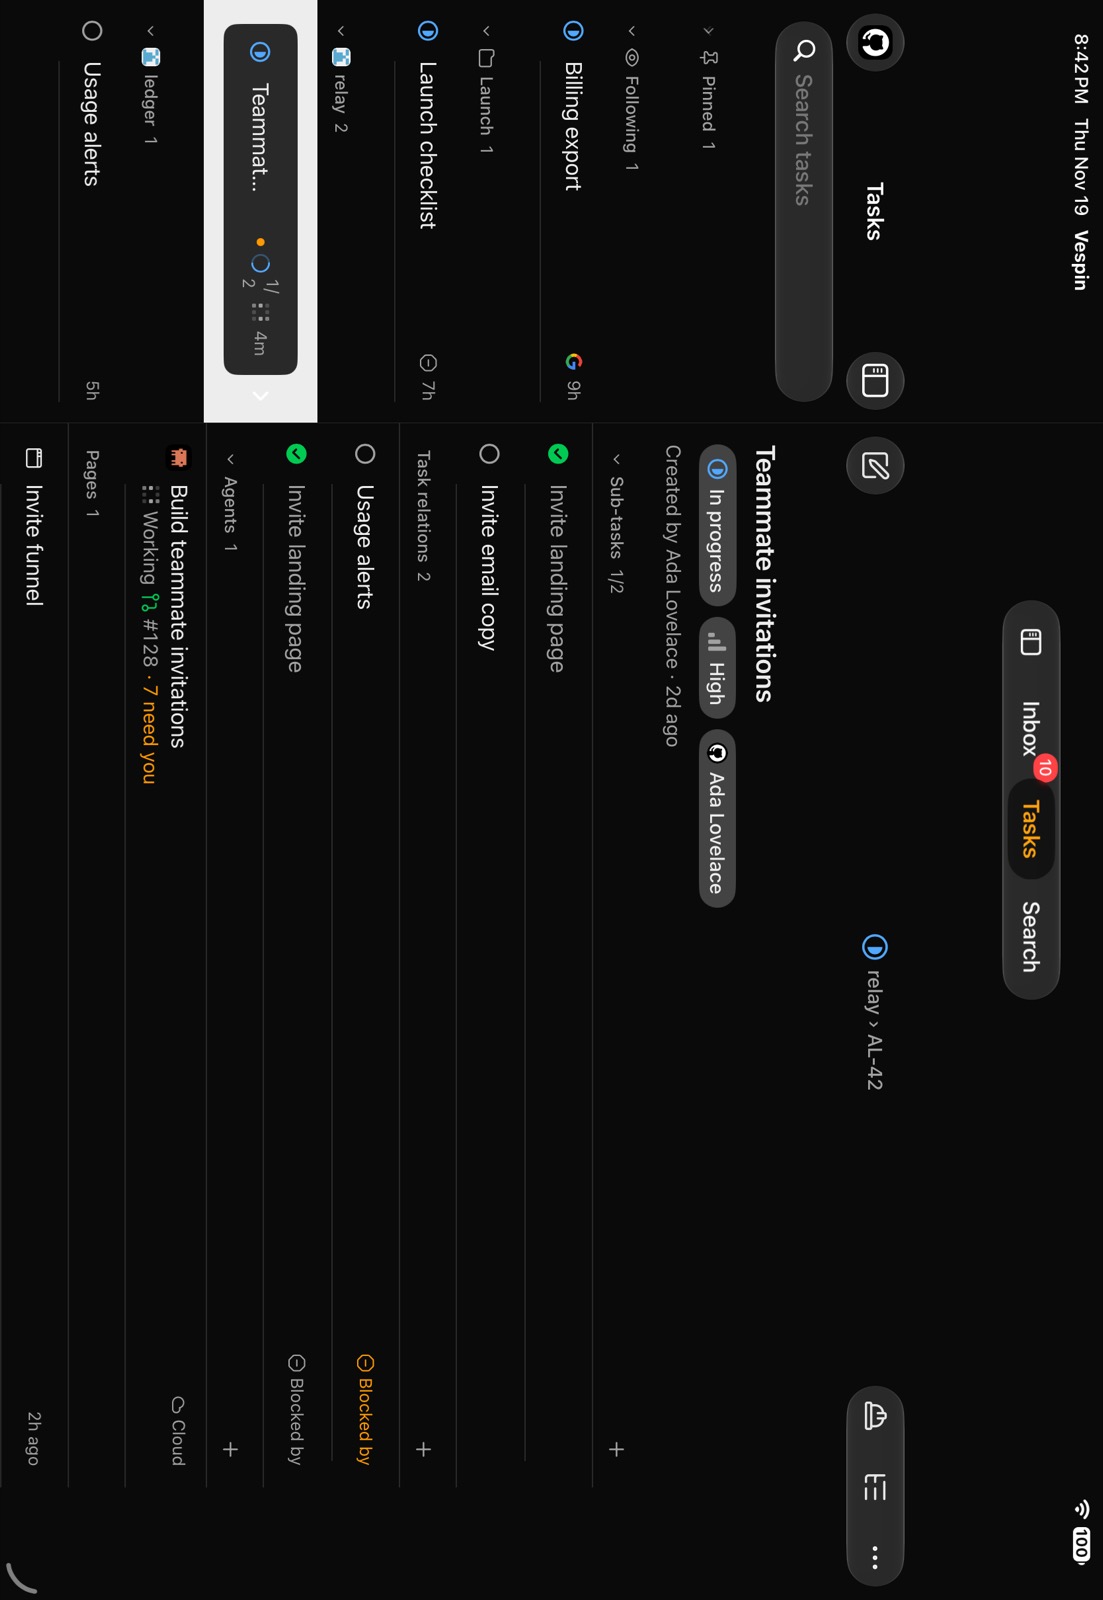 8:42 PM Thu Nov 19 Vespin
100
Inbox 10 Tasks Search
Tasks
relay › AL-42
Search tasks
Pinned 1
Following 1
Billing export 9h
Launch 1
Launch checklist 7h
relay 2
Teammat... 1/2 4m
ledger 1
Usage alerts 5h
Teammate invitations
In progress High Ada Lovelace
Created by Ada Lovelace · 2d ago
Sub-tasks 1/2
Invite landing page
Invite email copy
Task relations 2
Usage alerts Blocked by
Invite landing page Blocked by
Agents 1
Build teammate invitations Cloud
Working #128 · 7 need you
Pages 1
Invite funnel 2h ago